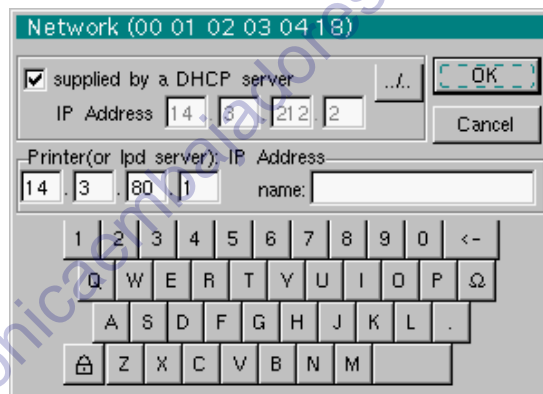 Network (00 01 02 03 04 18)
supplied by a DHCP server
../..
OK
IP Address 14 . 3 . 212 . 2
Cancel
Printer(or lpd server): IP Address
14 . 3 . 80 . 1 name:
1 2 3 4 5 6 7 8 9 0 <-
Q W E R T Y U I O P Ω
A S D F G H J K L .
Z X C V B N M